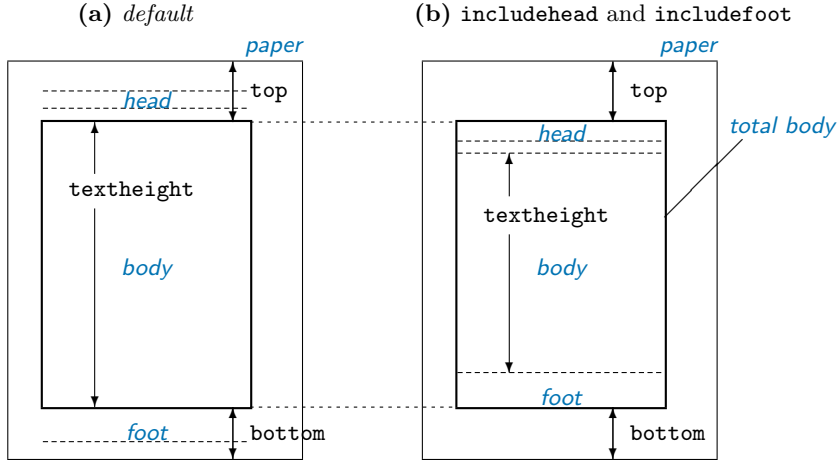 (a) default
paper
top
head
textheight
body
foot
bottom
(b) includehead and includefoot
paper
top
head
total body
textheight
body
foot
bottom